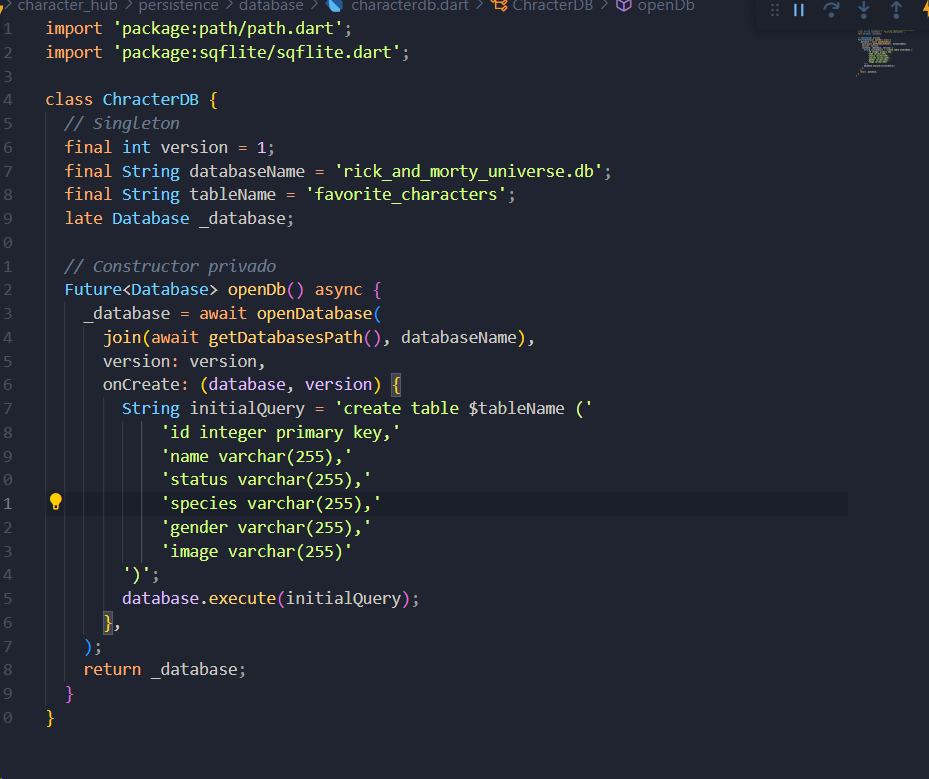 character_hub > persistence > database > characterdb.dart > ChracterDB > openDb
1 import 'package:path/path.dart';
2 import 'package:sqflite/sqflite.dart';
3
4 class ChracterDB {
5 // Singleton
6 final int version = 1;
7 final String databaseName = 'rick_and_morty_universe.db';
8 final String tableName = 'favorite_characters';
9 late Database _database;
0
1 // Constructor privado
2 Future<Database> openDb() async {
3 _database = await openDatabase(
4 join(await getDatabasesPath(), databaseName),
5 version: version,
6 onCreate: (database, version) {
7 String initialQuery = 'create table $tableName ('
8 'id integer primary key,'
9 'name varchar(255),'
0 'status varchar(255),'
1 'species varchar(255),'
2 'gender varchar(255),'
3 'image varchar(255)'
4 ')';
5 database.execute(initialQuery);
6 },
7 );
8 return _database;
9 }
0 }